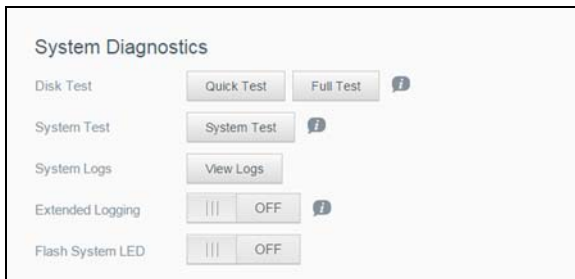 System Diagnostics
Disk Test Quick Test Full Test
System Test System Test
System Logs View Logs
Extended Logging OFF
Flash System LED OFF